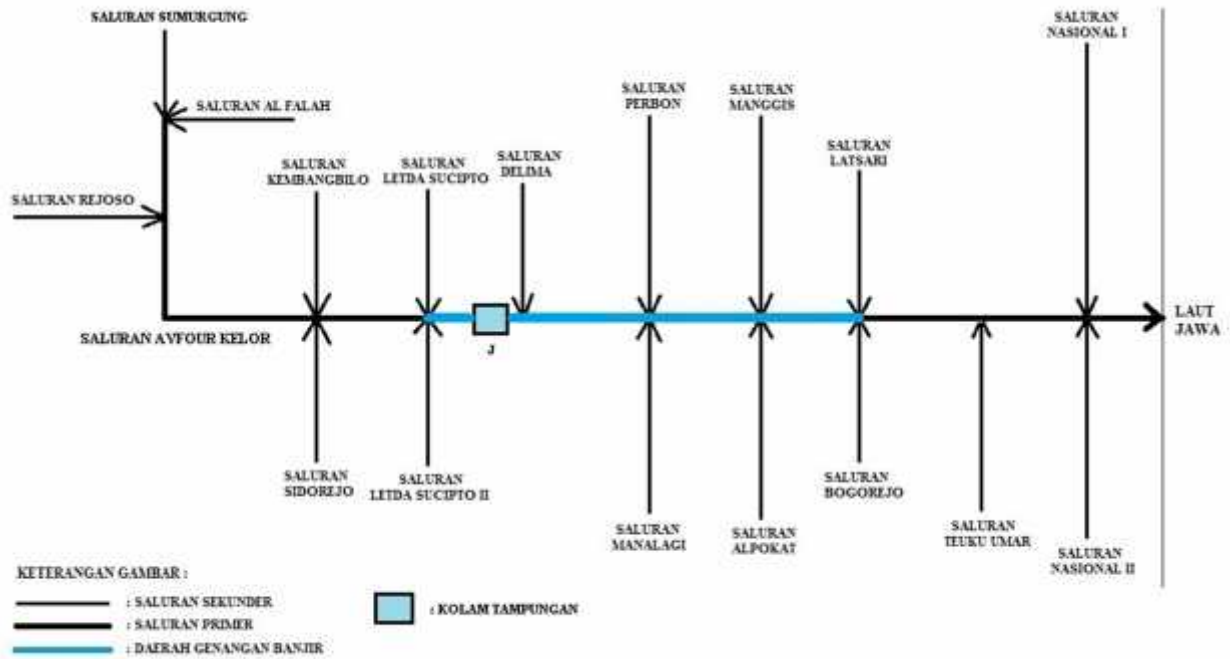 SALURAN SUMURGUNG
SALURAN
NASIONAL I
SALURAN AL FALAH
SALURAN
PERBON
SALURAN
MANGGIS
SALURAN
KEMBANGBILO
SALURAN
LETDA SUCIPTO
SALURAN
DELIMA
SALURAN
LATSARI
SALURAN REJOSO
SALURAN AVFOUR KELOR
J
LAUT
JAWA
SALURAN
SIDOREJO
SALURAN
LETDA SUCIPTO II
SALURAN
MANALAGI
SALURAN
ALPOKAT
SALURAN
BOGOREJO
SALURAN
TEUKU UMAR
SALURAN
NASIONAL II
KETERANGAN GAMBAR :
: SALURAN SEKUNDER
: SALURAN PRIMER
: DAERAH GENANGAN BANJIR
: KOLAM TAMPUNGAN